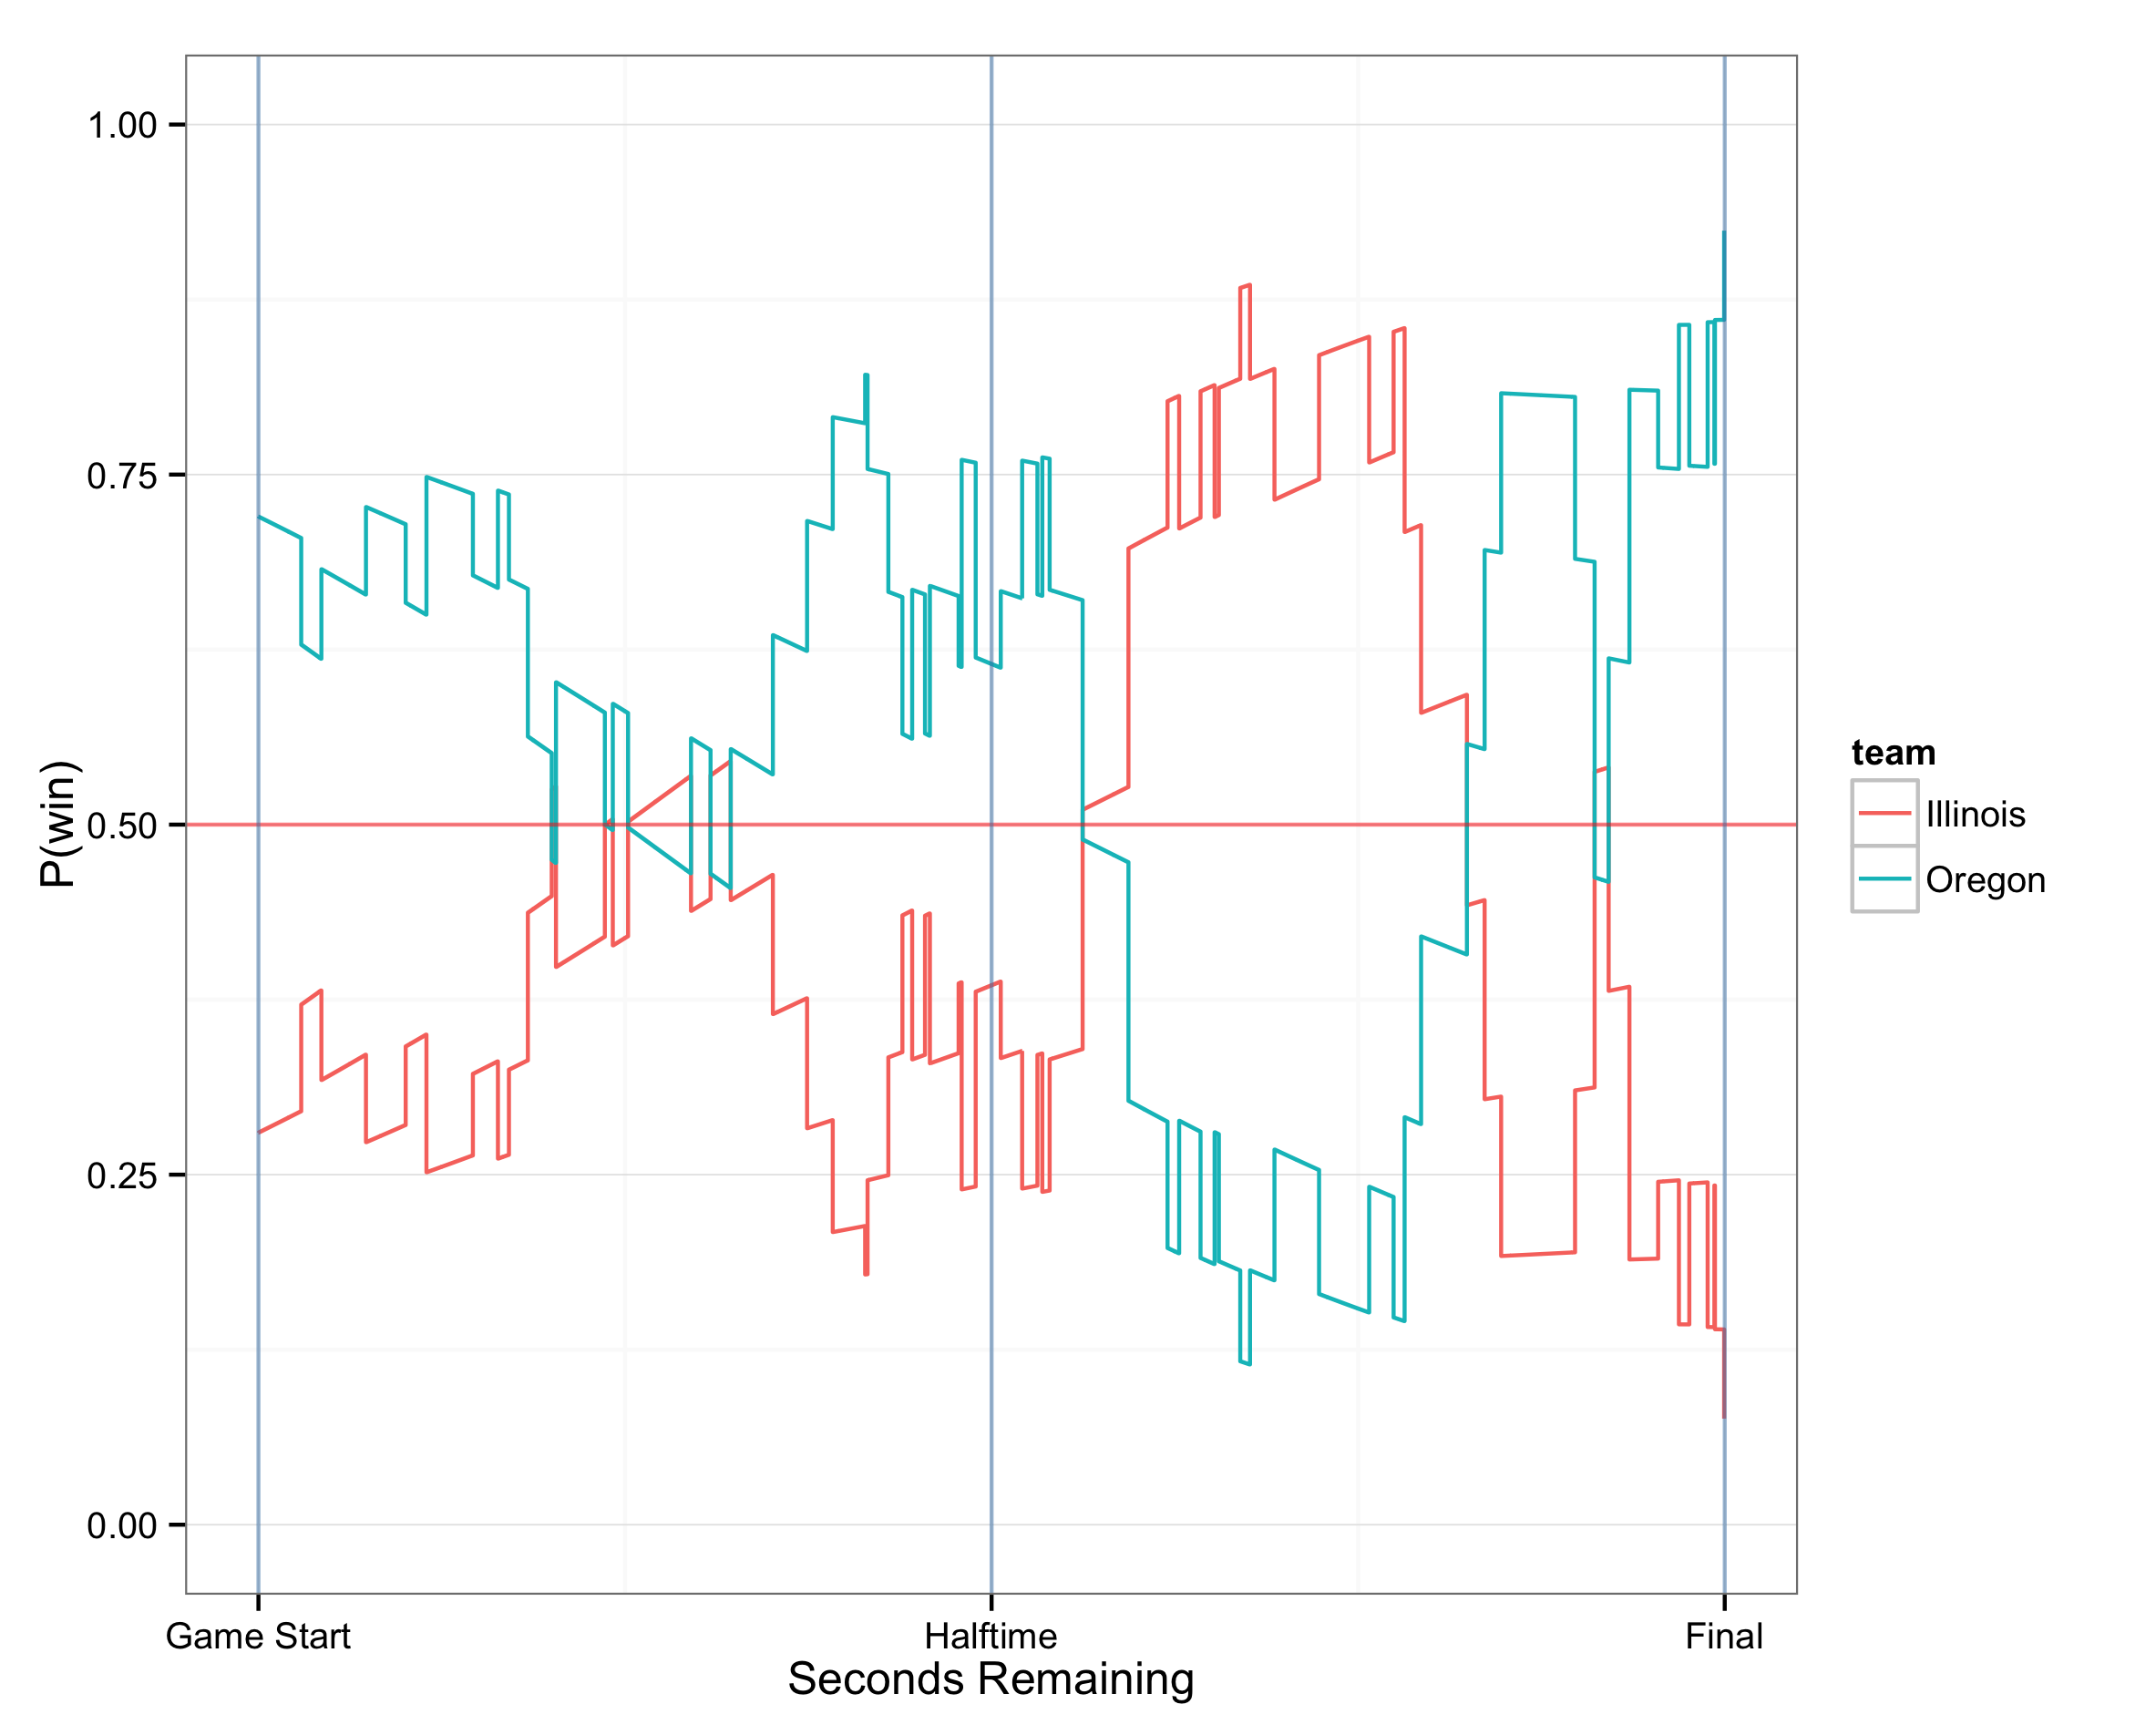 1.00
0.75
0.50
0.25
0.00
P(win)
Game Start
Halftime
Final
Seconds Remaining
team
Illinois
Oregon